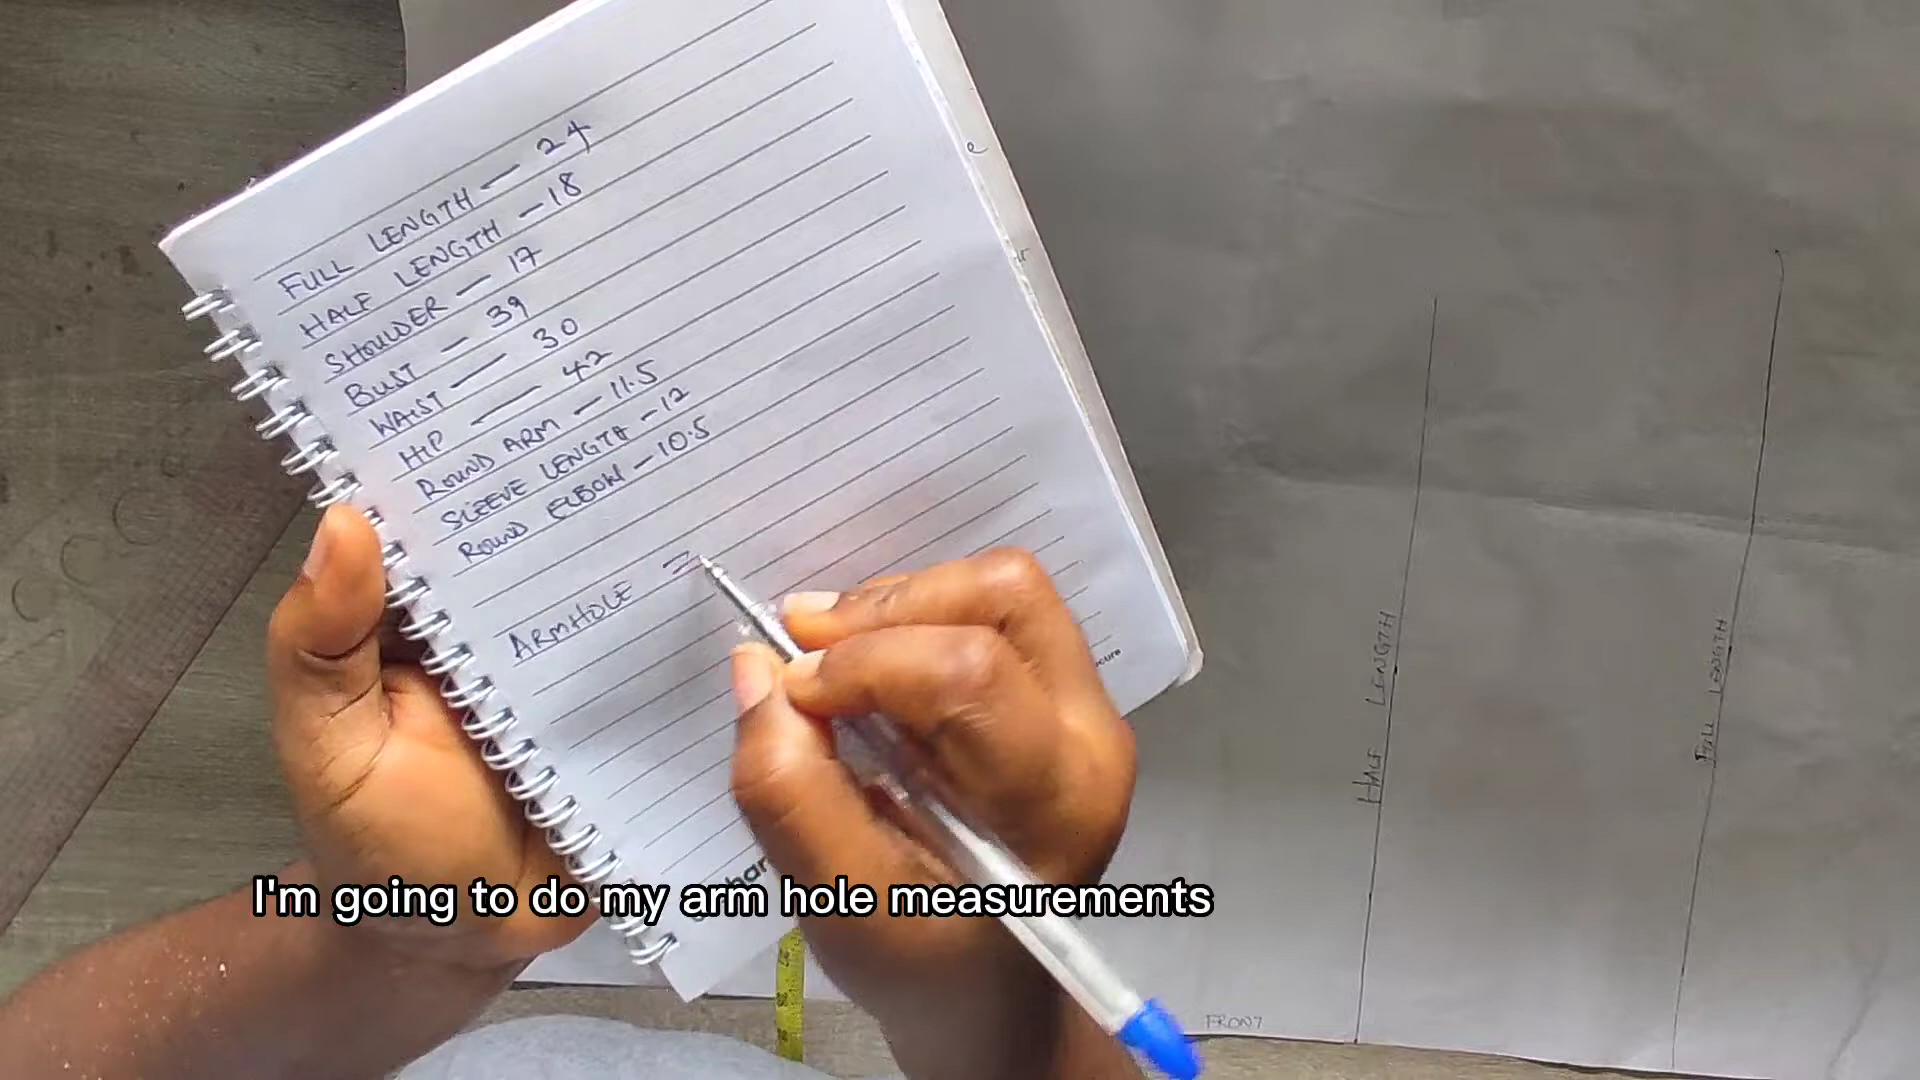 FULL LENGTH — 24
HALF LENGTH — 18
SHOULDER — 17
BUST — 39
WAIST — 30
HIP — 42
ROUND ARM — 11.5
SLEEVE LENGTH — 12
ROUND ELBOW — 10.5
ARMHOLE =
HALF LENGTH
FULL LENGTH
FRONT
I'm going to do my arm hole measurements